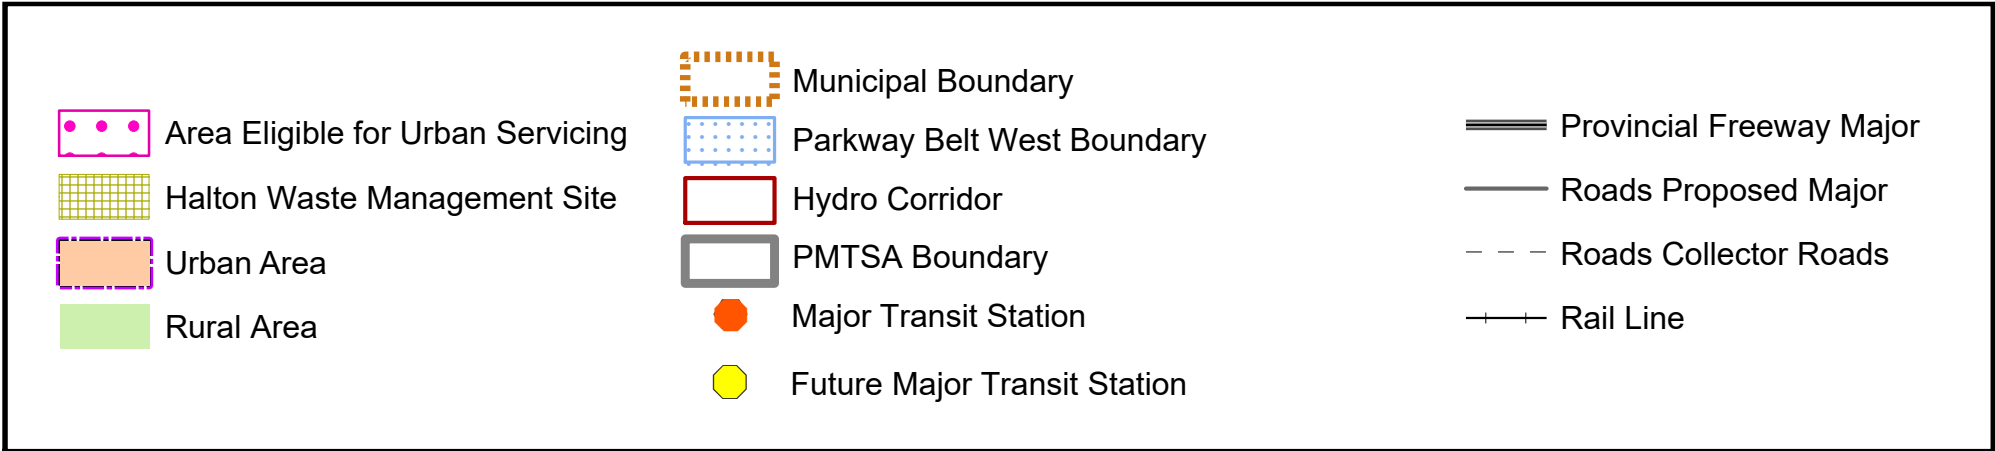 Area Eligible for Urban Servicing
Halton Waste Management Site
Urban Area
Rural Area
Municipal Boundary
Parkway Belt West Boundary
Hydro Corridor
PMTSA Boundary
Major Transit Station
Future Major Transit Station
Provincial Freeway Major
Roads Proposed Major
Roads Collector Roads
Rail Line